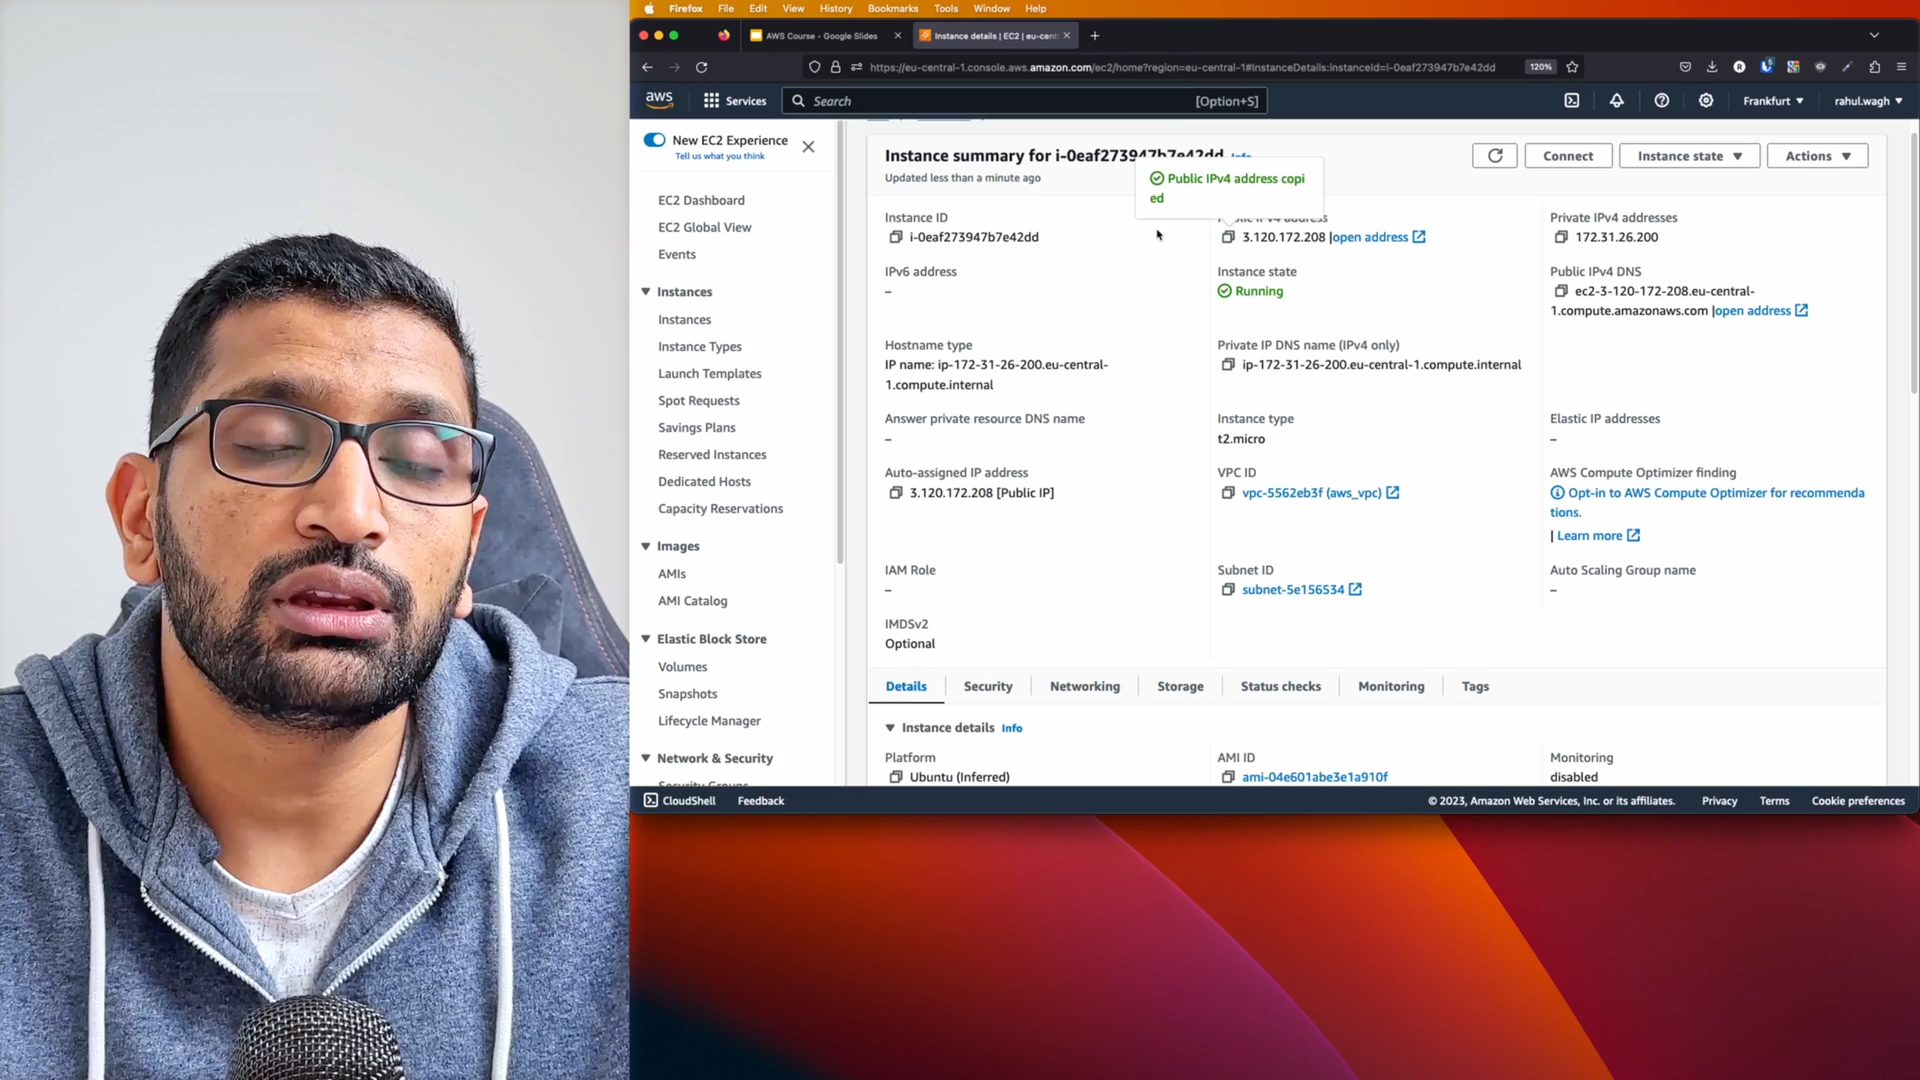 Firefox File Edit View History Bookmarks Tools Window Help
AWS Course - Google Slides
Instance details | EC2 | eu-cent
https://eu-central-1.console.aws.amazon.com/ec2/home?region=eu-central-1#InstanceDetails:instanceId=i-0eaf273947b7e42dd
120%
aws
Services
Search
[Option+S]
Frankfurt
rahul.wagh
New EC2 Experience
Tell us what you think
EC2 Dashboard
EC2 Global View
Events
Instances
Instances
Instance Types
Launch Templates
Spot Requests
Savings Plans
Reserved Instances
Dedicated Hosts
Capacity Reservations
Images
AMIs
AMI Catalog
Elastic Block Store
Volumes
Snapshots
Lifecycle Manager
Network & Security
Security Groups
Instance summary for i-0eaf273947b7e42dd Info
Updated less than a minute ago
Connect
Instance state
Actions
Public IPv4 address copi
ed
Instance ID
i-0eaf273947b7e42dd
Public IPv4 address
3.120.172.208 |open address
Private IPv4 addresses
172.31.26.200
IPv6 address
–
Instance state
Running
Public IPv4 DNS
ec2-3-120-172-208.eu-central-
1.compute.amazonaws.com |open address
Hostname type
IP name: ip-172-31-26-200.eu-central-
1.compute.internal
Private IP DNS name (IPv4 only)
ip-172-31-26-200.eu-central-1.compute.internal
Answer private resource DNS name
–
Instance type
t2.micro
Elastic IP addresses
–
Auto-assigned IP address
3.120.172.208 [Public IP]
VPC ID
vpc-5562eb3f (aws_vpc)
AWS Compute Optimizer finding
Opt-in to AWS Compute Optimizer for recommenda
tions.
| Learn more
IAM Role
–
Subnet ID
subnet-5e156534
Auto Scaling Group name
–
IMDSv2
Optional
Details
Security
Networking
Storage
Status checks
Monitoring
Tags
Instance details Info
Platform
Ubuntu (Inferred)
AMI ID
ami-04e601abe3e1a910f
Monitoring
disabled
CloudShell
Feedback
© 2023, Amazon Web Services, Inc. or its affiliates.
Privacy
Terms
Cookie preferences